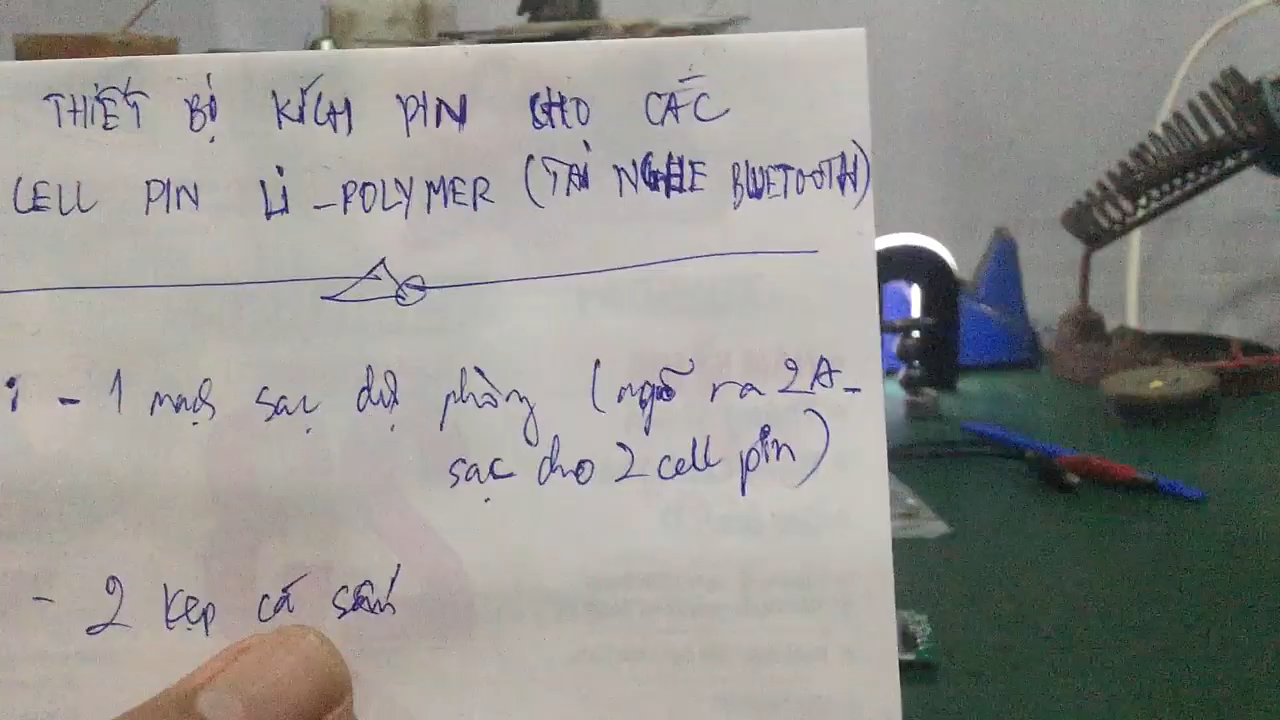 THIẾT BỊ KÍCH PIN CHO CÁC
CELL PIN Li-POLYMER (TAI NGHE BLUETOOTH)
: - 1 mạch sạc dự phòng (ngõ ra 2A-
sạc cho 2 cell pin)
- 2 kẹp cá sấu